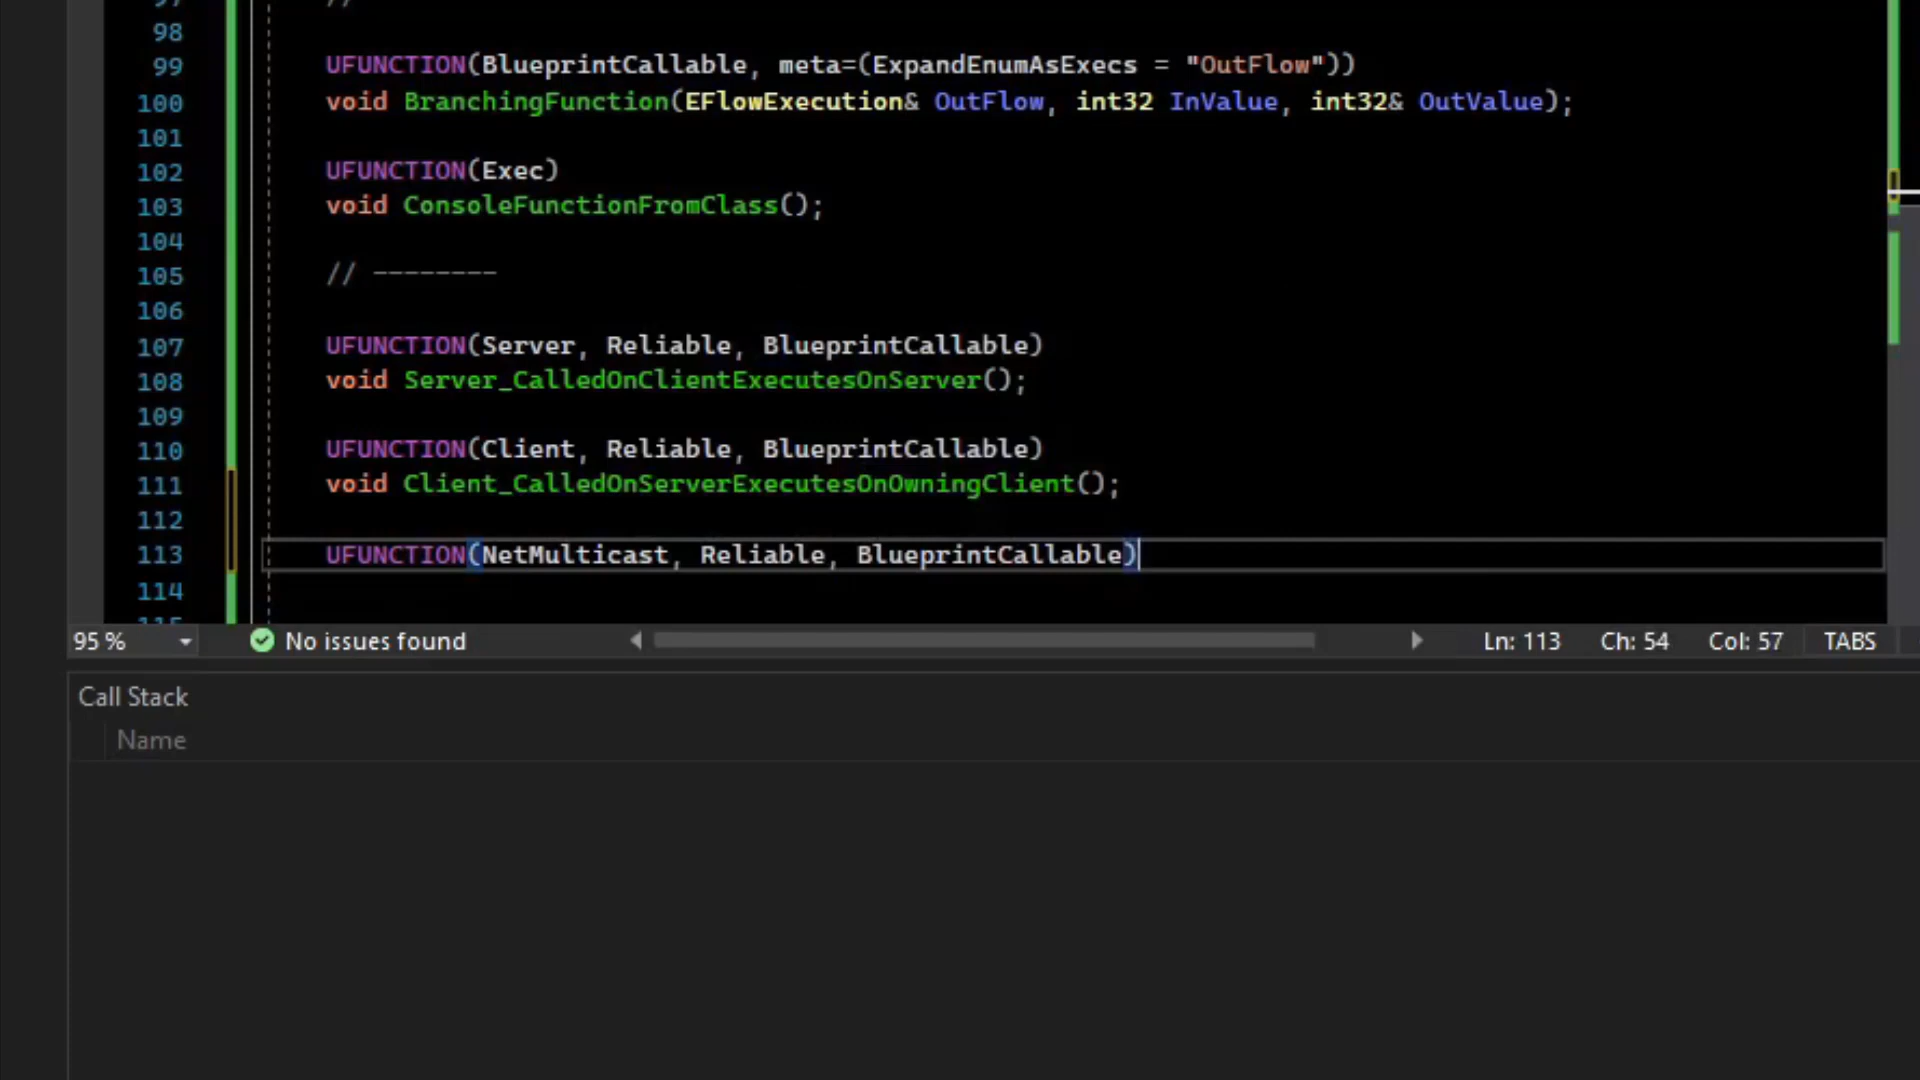 97 //
98
99 UFUNCTION(BlueprintCallable, meta=(ExpandEnumAsExecs = "OutFlow"))
100 void BranchingFunction(EFlowExecution& OutFlow, int32 InValue, int32& OutValue);
101
102 UFUNCTION(Exec)
103 void ConsoleFunctionFromClass();
104
105 // --------
106
107 UFUNCTION(Server, Reliable, BlueprintCallable)
108 void Server_CalledOnClientExecutesOnServer();
109
110 UFUNCTION(Client, Reliable, BlueprintCallable)
111 void Client_CalledOnServerExecutesOnOwningClient();
112
113 UFUNCTION(NetMulticast, Reliable, BlueprintCallable)
114
115
95 % No issues found Ln: 113 Ch: 54 Col: 57 TABS
Call Stack
Name